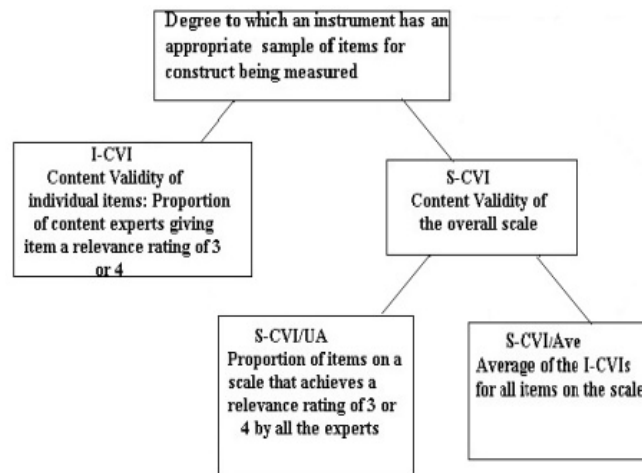 Degree to which an instrument has an
appropriate sample of items for
construct being measured
I-CVI
Content Validity of
individual items: Proportion
of content experts giving
item a relevance rating of 3
or 4
S-CVI
Content Validity of
the overall scale
S-CVI/UA
Proportion of items on a
scale that achieves a
relevance rating of 3 or
4 by all the experts
S-CVI/Ave
Average of the I-CVIs
for all items on the scale